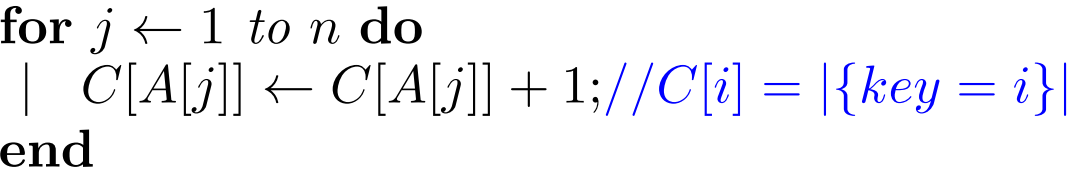 for j ← 1 to n do
| C[A[j]] ← C[A[j]] + 1;//C[i] = |{key = i}|
end